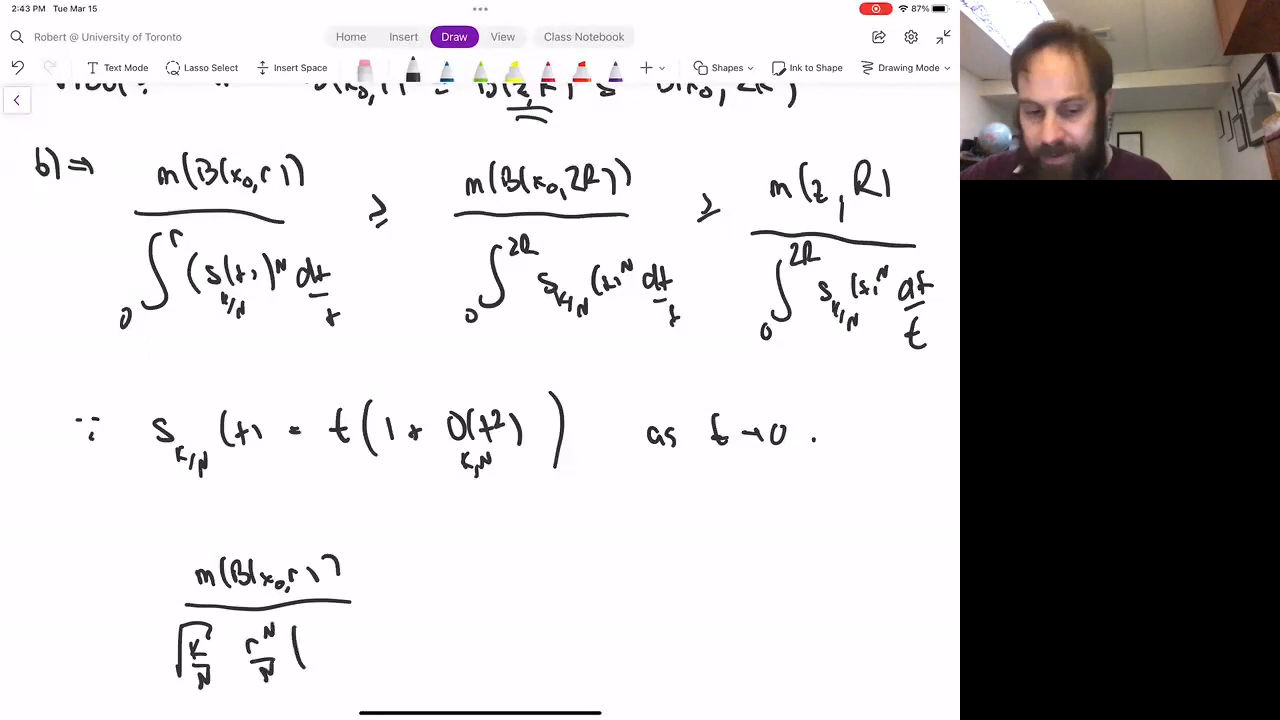 2:43 PM Tue Mar 15 87%
Robert @ University of Toronto Home Insert Draw View Class Notebook
Text Mode Lasso Select Insert Space Shapes Ink to Shape Drawing Mode
b) ⇒ m(B(x₀,r)) / ∫₀^r (s_{K/N}(t))^N dt/t ≥ m(B(x₀,2R)) / ∫₀^{2R} s_{K/N}(t)^N dt/t ≥ m(z,R) / ∫₀^{2R} s_{K/N}(t)^N dt/t
∵ s_{K/N}(t) = t(1 + O_{K,N}(t²)) as t → 0.
m(B(x₀,r)) / √(K/N) r^N/N (